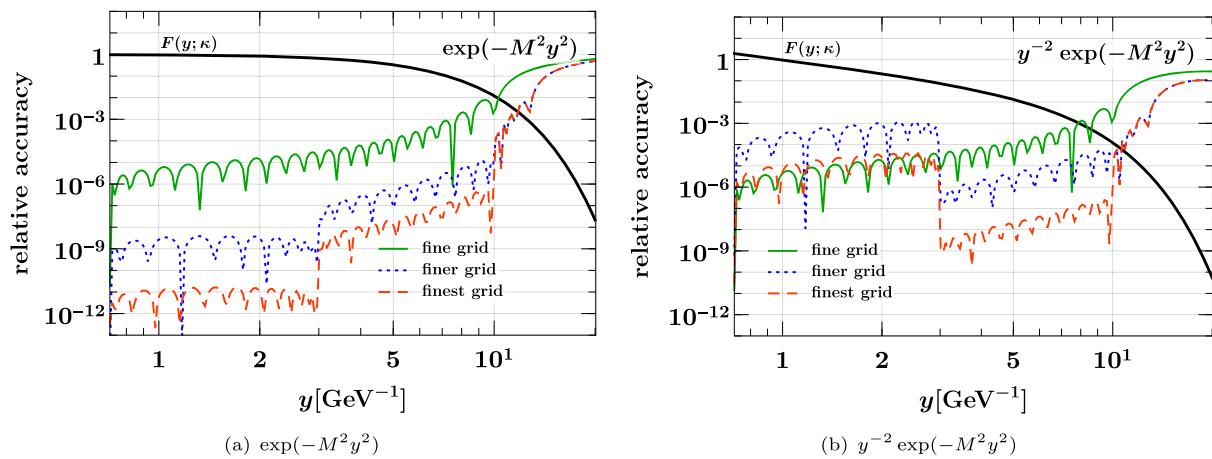 F(y; κ)
exp(−M²y²)
1
10⁻³
10⁻⁶
10⁻⁹
10⁻¹²
relative accuracy
fine grid
finer grid
finest grid
1
2
5
10¹
y[GeV⁻¹]
(a) exp(−M²y²)
F(y; κ)
y⁻² exp(−M²y²)
1
10⁻³
10⁻⁶
10⁻⁹
10⁻¹²
relative accuracy
fine grid
finer grid
finest grid
1
2
5
10¹
y[GeV⁻¹]
(b) y⁻² exp(−M²y²)